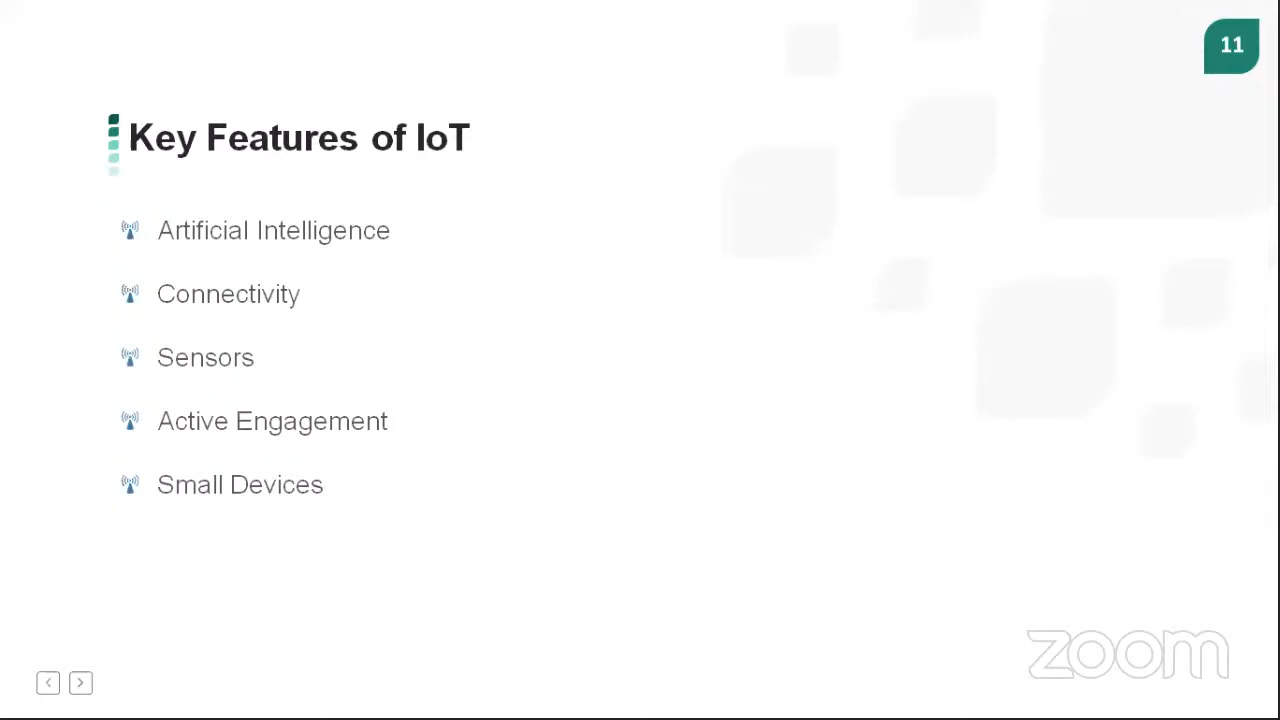 11
Key Features of IoT
Artificial Intelligence
Connectivity
Sensors
Active Engagement
Small Devices
zoom